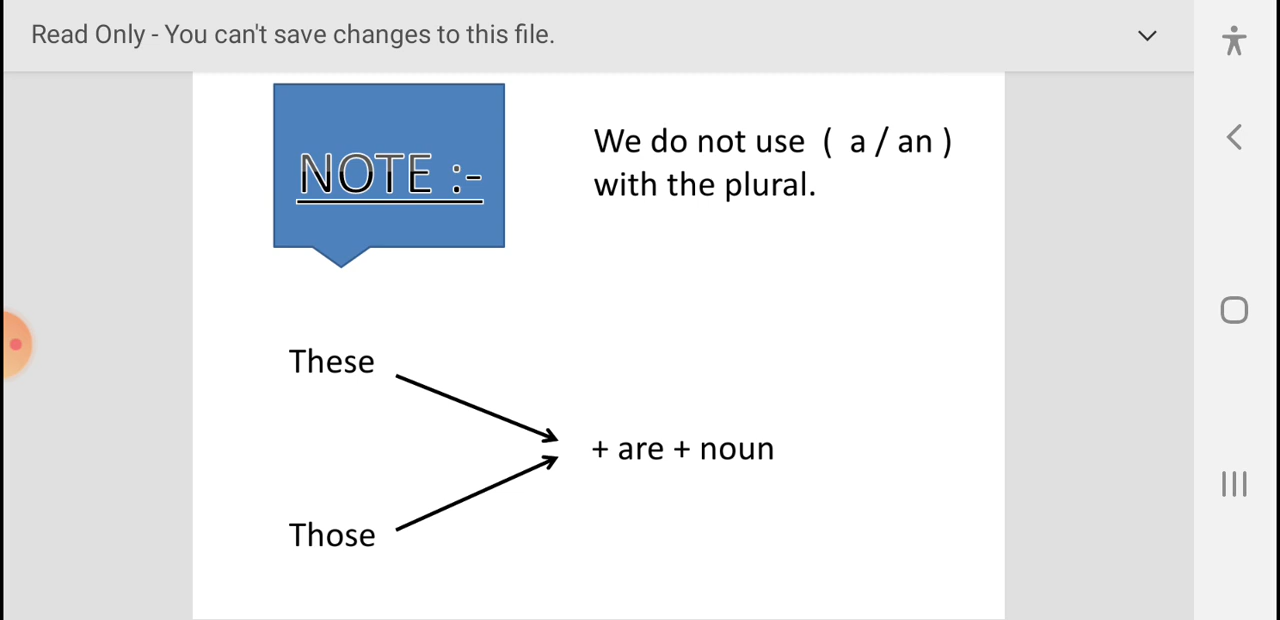 Read Only - You can't save changes to this file.
NOTE :-
We do not use ( a / an )
with the plural.
These
+ are + noun
Those